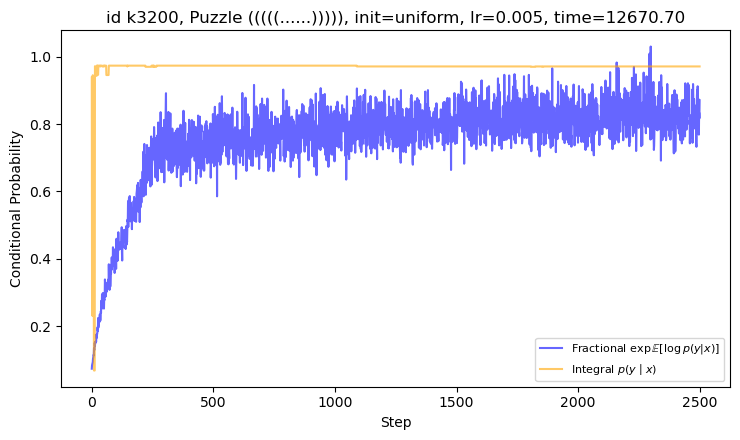 id k3200, Puzzle (((((......))))), init=uniform, lr=0.005, time=12670.70
Conditional Probability
1.0
0.8
0.6
0.4
0.2
0
500
1000
1500
2000
2500
Step
Fractional exp𝔼[log p(y|x)]
Integral p(y | x)